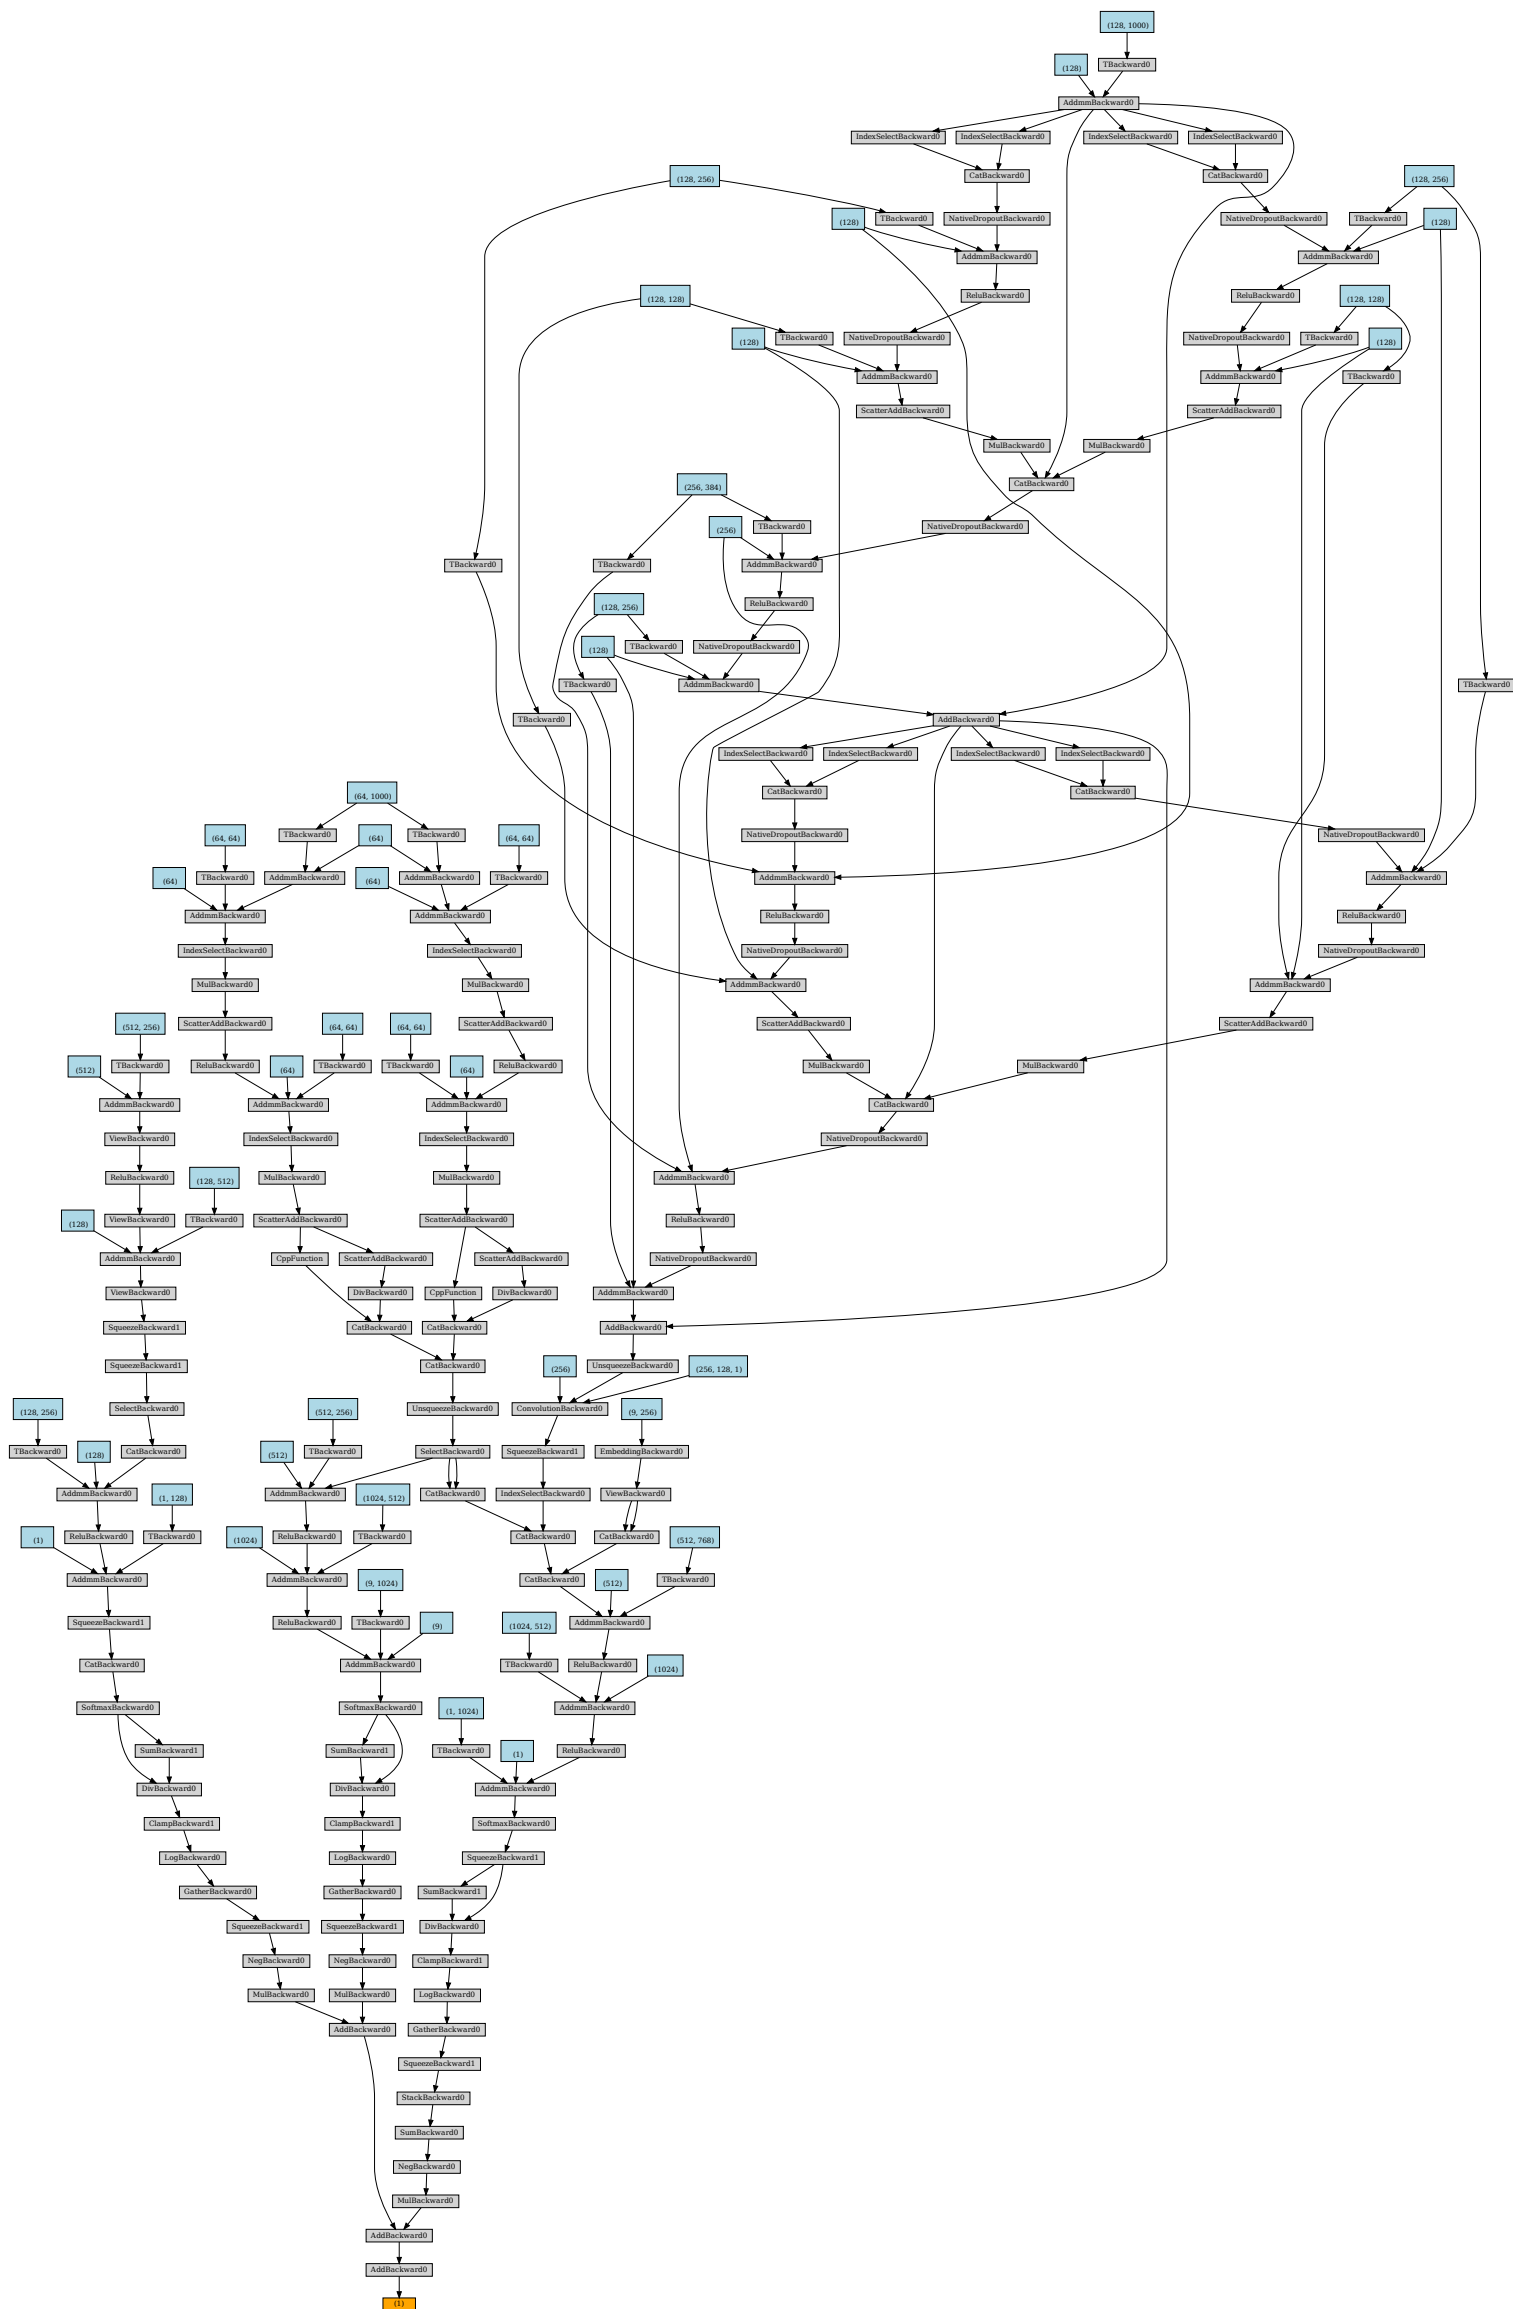 (128, 1000)
(128)
TBackward0
AddmmBackward0
IndexSelectBackward0 IndexSelectBackward0 IndexSelectBackward0 IndexSelectBackward0
(128, 256) CatBackward0 CatBackward0 (128, 256)
(128) TBackward0 NativeDropoutBackward0 NativeDropoutBackward0 TBackward0 (128)
AddmmBackward0 AddmmBackward0
(128, 128) ReluBackward0 ReluBackward0 (128, 128)
(128) TBackward0 NativeDropoutBackward0 NativeDropoutBackward0 TBackward0 (128)
AddmmBackward0 AddmmBackward0 TBackward0
ScatterAddBackward0 ScatterAddBackward0
MulBackward0 MulBackward0
(256, 384) CatBackward0
(256) TBackward0 NativeDropoutBackward0
TBackward0 TBackward0 AddmmBackward0
(128, 256) ReluBackward0
(128) TBackward0 NativeDropoutBackward0
TBackward0 AddmmBackward0 TBackward0
TBackward0 AddBackward0
IndexSelectBackward0 IndexSelectBackward0 IndexSelectBackward0 IndexSelectBackward0
(64, 1000) CatBackward0 CatBackward0
(64, 64) TBackward0 (64) TBackward0 (64, 64) NativeDropoutBackward0 NativeDropoutBackward0
(64) TBackward0 AddmmBackward0 (64) AddmmBackward0 TBackward0 AddmmBackward0 AddmmBackward0
AddmmBackward0 AddmmBackward0 ReluBackward0 ReluBackward0
IndexSelectBackward0 IndexSelectBackward0 NativeDropoutBackward0 NativeDropoutBackward0
MulBackward0 MulBackward0 AddmmBackward0 AddmmBackward0
(512, 256) ScatterAddBackward0 (64, 64) (64, 64) ScatterAddBackward0 ScatterAddBackward0 ScatterAddBackward0
(512) TBackward0 ReluBackward0 (64) TBackward0 TBackward0 (64) ReluBackward0 MulBackward0 MulBackward0
AddmmBackward0 AddmmBackward0 AddmmBackward0 CatBackward0
ViewBackward0 IndexSelectBackward0 IndexSelectBackward0 NativeDropoutBackward0
ReluBackward0 (128, 512) MulBackward0 MulBackward0 AddmmBackward0
(128) ViewBackward0 TBackward0 ScatterAddBackward0 ScatterAddBackward0 ReluBackward0
AddmmBackward0 CppFunction ScatterAddBackward0 ScatterAddBackward0 NativeDropoutBackward0
ViewBackward0 DivBackward0 CppFunction DivBackward0 AddmmBackward0
SqueezeBackward1 CatBackward0 CatBackward0 AddBackward0
SqueezeBackward1 CatBackward0 (256) UnsqueezeBackward0 (256, 128, 1)
(128, 256) SelectBackward0 (512, 256) UnsqueezeBackward0 ConvolutionBackward0 (9, 256)
TBackward0 (128) CatBackward0 (512) TBackward0 SelectBackward0 SqueezeBackward1 EmbeddingBackward0
AddmmBackward0 (1, 128) AddmmBackward0 (1024, 512) CatBackward0 IndexSelectBackward0 ViewBackward0
(1) ReluBackward0 TBackward0 (1024) ReluBackward0 TBackward0 CatBackward0 CatBackward0 (512, 768)
AddmmBackward0 AddmmBackward0 (9, 1024) CatBackward0 (512) TBackward0
SqueezeBackward1 ReluBackward0 TBackward0 (9) (1024, 512) AddmmBackward0
CatBackward0 AddmmBackward0 TBackward0 ReluBackward0 (1024)
SoftmaxBackward0 SoftmaxBackward0 (1, 1024) AddmmBackward0
SumBackward1 SumBackward1 TBackward0 (1) ReluBackward0
DivBackward0 DivBackward0 AddmmBackward0
ClampBackward1 ClampBackward1 SoftmaxBackward0
LogBackward0 LogBackward0 SqueezeBackward1
GatherBackward0 GatherBackward0 SumBackward1
SqueezeBackward1 SqueezeBackward1 DivBackward0
NegBackward0 NegBackward0 ClampBackward1
MulBackward0 MulBackward0 LogBackward0
AddBackward0 GatherBackward0
SqueezeBackward1
StackBackward0
SumBackward0
NegBackward0
MulBackward0
AddBackward0
AddBackward0
(1)